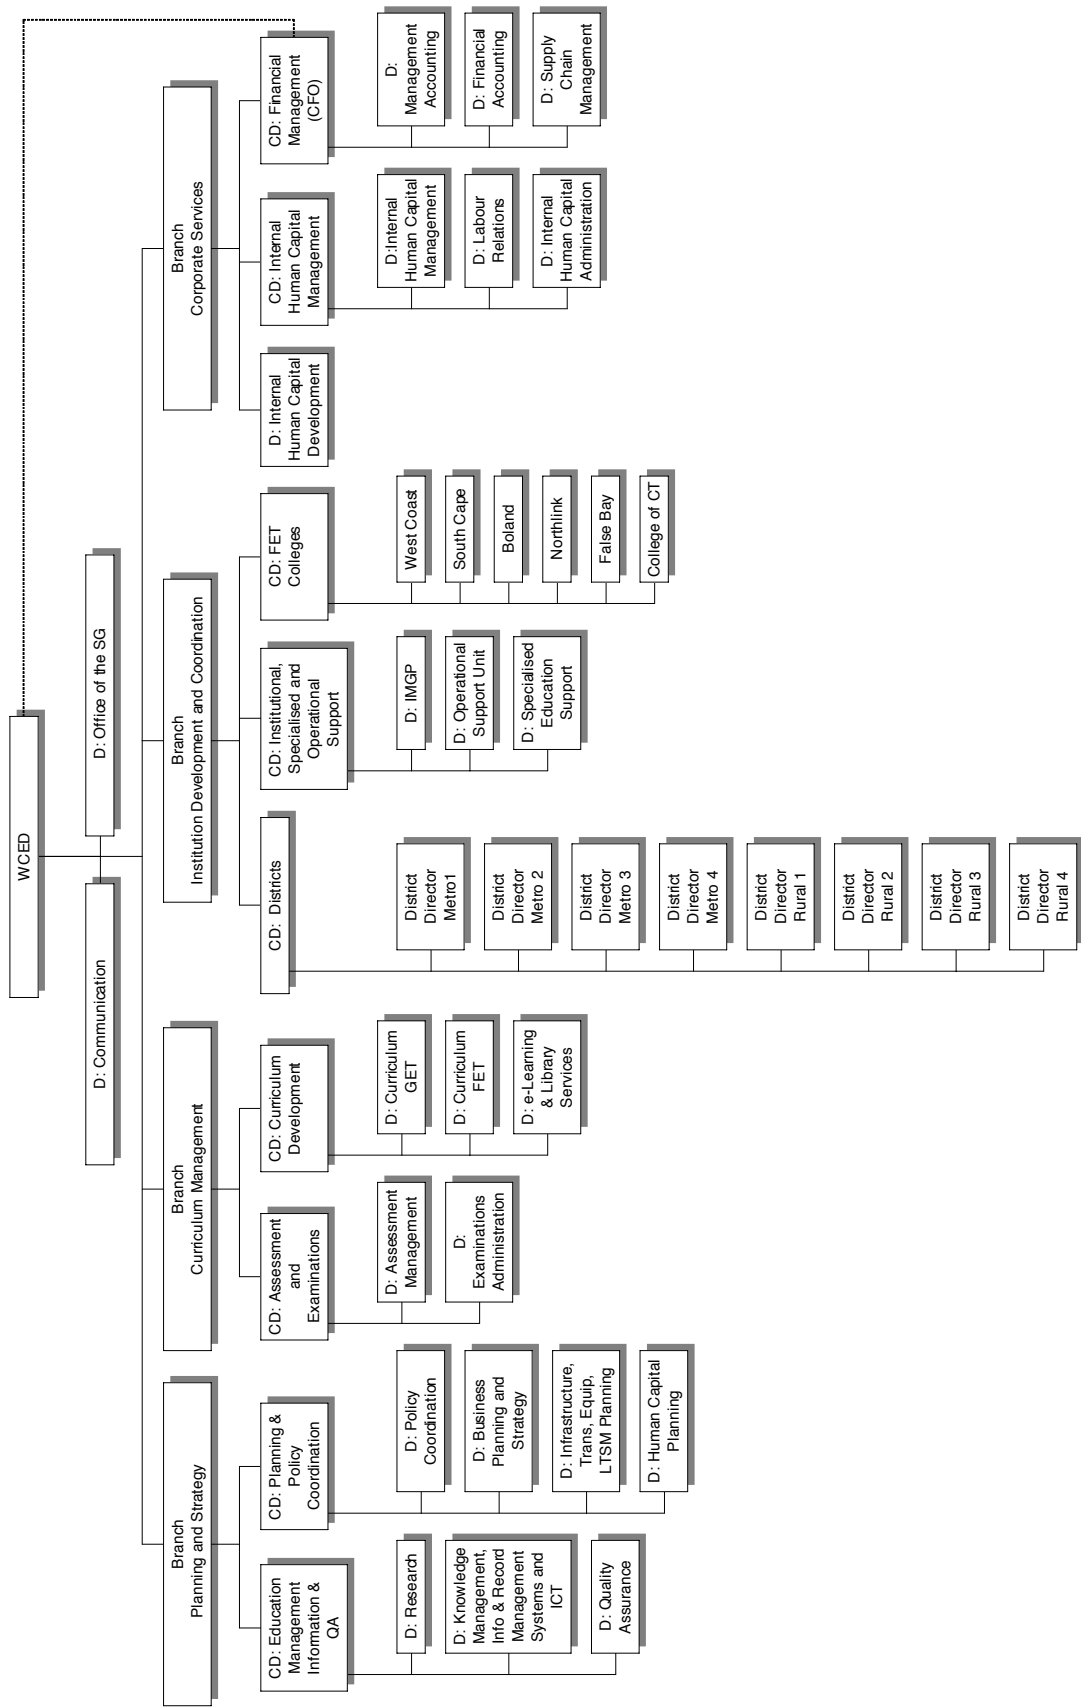 WCED
D: Communication
D: Office of the SG
Branch
Planning and Strategy
Branch
Curriculum Management
Branch
Institution Development and Coordination
Branch
Corporate Services
CD: Education
Management
Information &
QA
CD: Planning &
Policy
Coordination
CD: Assessment
and
Examinations
CD: Curriculum
Development
CD:  Districts
CD: Institutional,
Specialised and
Operational
Support
CD: FET
Colleges
D: Internal
Human Capital
Development
CD: Internal
Human Capital
Management
CD: Financial
Management
(CFO)
D: Research
D: Knowledge
Management,
Info & Record
Management
Systems and
ICT
D: Quality
Assurance
D: Policy
Coordination
D: Business
Planning and
Strategy
D: Infrastructure,
Trans, Equip,
LTSM Planning
D: Human Capital
Planning
D: Assessment
Management
D:
Examinations
Administration
D: Curriculum
GET
D: Curriculum
FET
D: e-Learning
& Library
Services
District
Director
Metro1
District
Director
Metro 2
District
Director
Metro 3
District
Director
Metro 4
District
Director
Rural 1
District
Director
Rural 2
District
Director
Rural 3
District
Director
Rural 4
D: IMGP
D: Operational
Support Unit
D: Specialised
Education
Support
West Coast
South Cape
Boland
Northlink
False Bay
College of CT
D:Internal
Human Capital
Management
D: Labour
Relations
D: Internal
Human Capital
Administration
D:
Management
Accounting
D: Financial
Accounting
D: Supply
Chain
Management